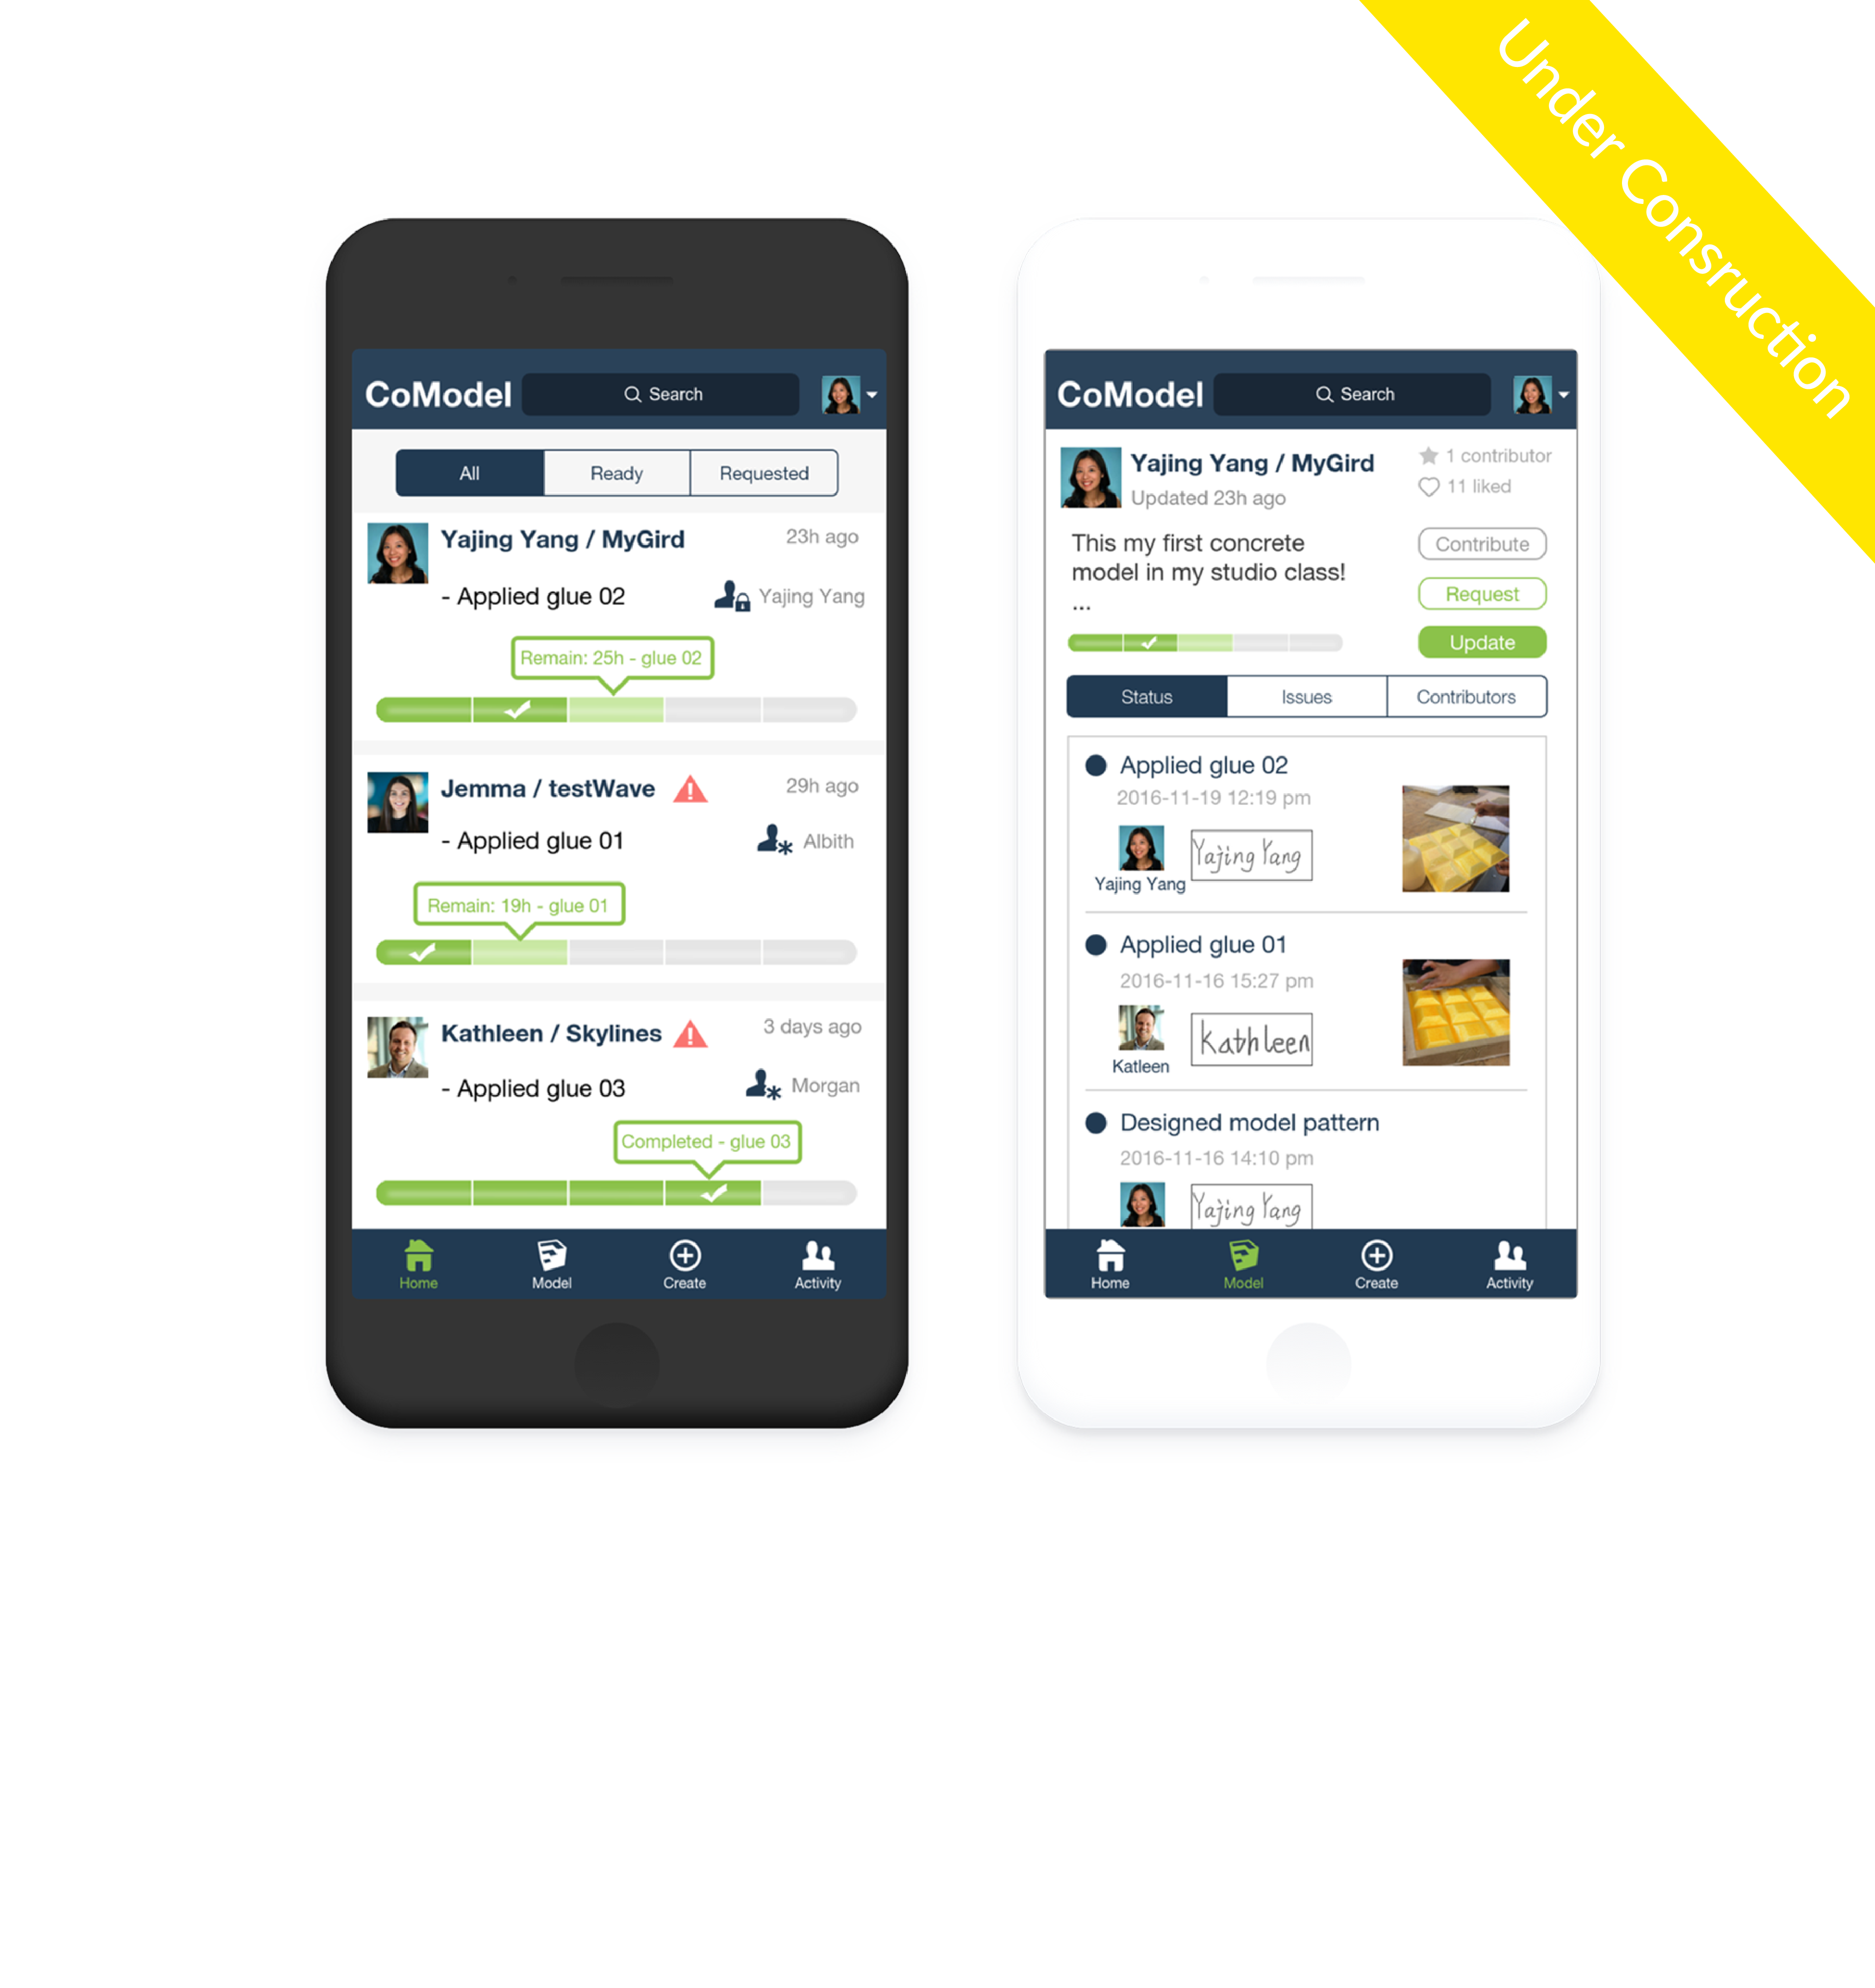 Under Consruction
CoModel
Search
All
Ready
Requested
Yajing Yang / MyGird
23h ago
- Applied glue 02
Yajing Yang
Remain: 25h - glue 02
Jemma / testWave
29h ago
- Applied glue 01
Albith
Remain: 19h - glue 01
Kathleen / Skylines
3 days ago
- Applied glue 03
Morgan
Completed - glue 03
Home
Model
Create
Activity
CoModel
Search
Yajing Yang / MyGird
Updated 23h ago
1 contributor
11 liked
This my first concrete
model in my studio class!
...
Contribute
Request
Update
Status
Issues
Contributors
Applied glue 02
2016-11-19 12:19 pm
Yajing Yang
Yajing Yang
Applied glue 01
2016-11-16 15:27 pm
Kathleen
Katleen
Designed model pattern
2016-11-16 14:10 pm
Yajing Yang
Home
Model
Create
Activity